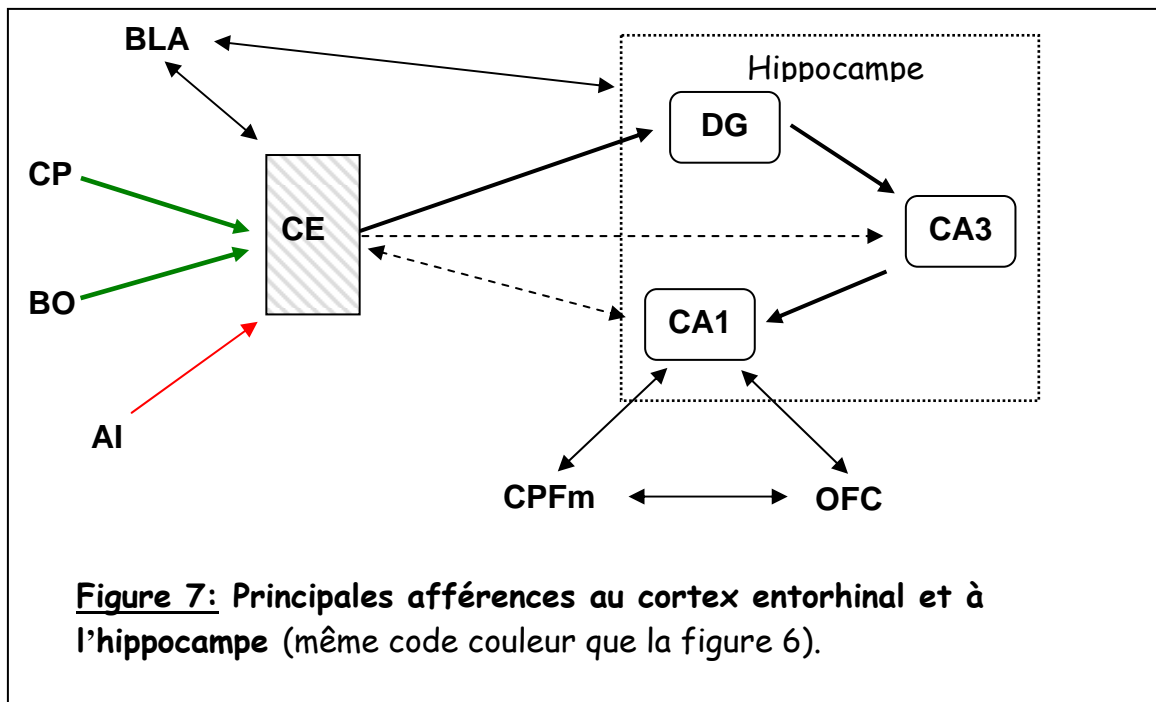 BLA
Hippocampe
DG
CP
CE
CA3
BO
CA1
AI
CPFm
OFC
Figure 7: Principales afférences au cortex entorhinal et à
l’hippocampe (même code couleur que la figure 6).